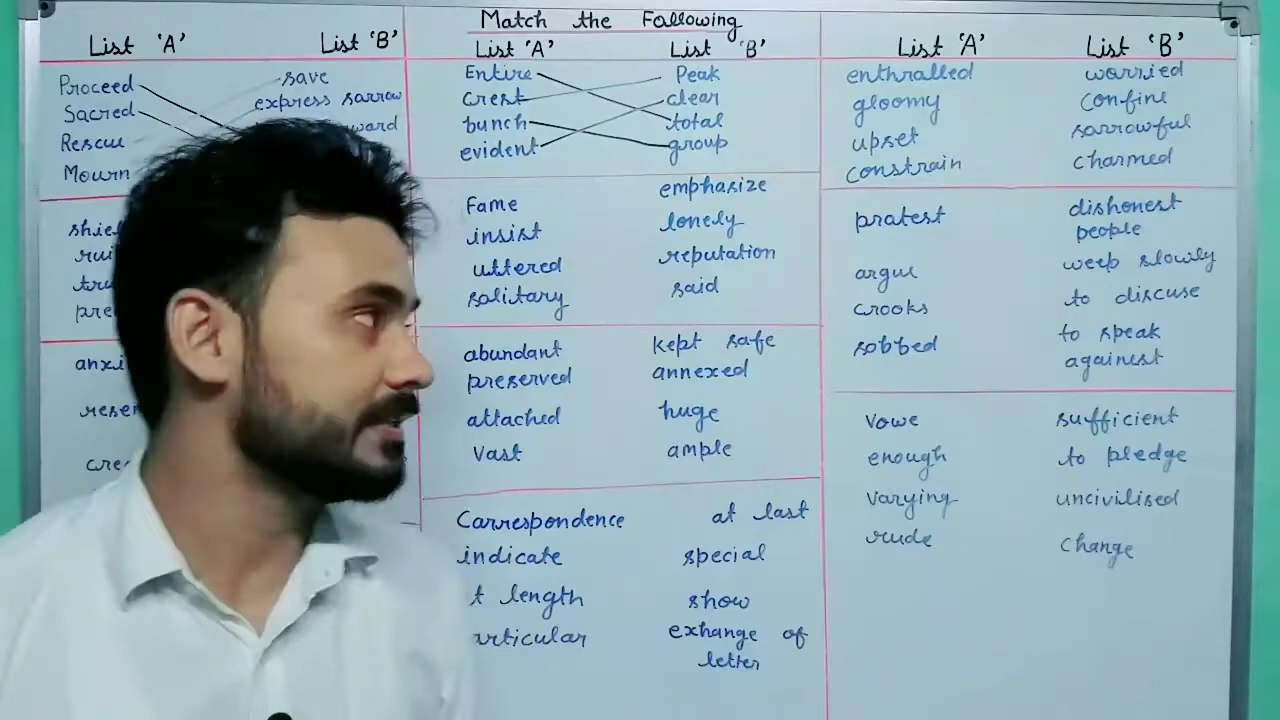 Match the Following
List 'A' List 'B'
Proceed save
Sacred express sorrow
Rescue
Mourn
List 'A' List 'B'
Entire Peak
Crest clear
bunch total
evident group
Fame emphasize
insist lonely
uttered reputation
solitary said
abundant kept safe
preserved annexed
attached huge
Vast ample
Correspondence at last
indicate special
t length show
articular exhange of
letter
List 'A' List 'B'
enthralled worried
gloomy confine
upset sorrowful
constrain charmed
protest dishonest
people
argue weep slowly
crooks to discuse
sobbed to speak
againest
Vowe sufficient
enough to pledge
Varying uncivilised
rude change